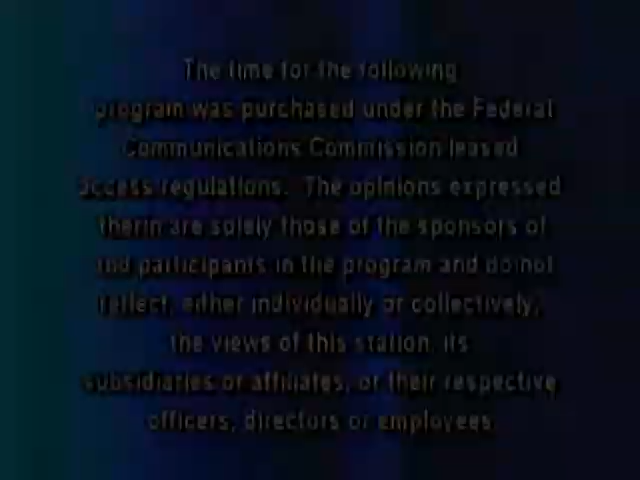 The time for the following
program was purchased under the Federal
Communications Commission leased
access regulations. The opinions expressed
therin are solely those of the sponsors of
and participants in the program and do not
reflect, either individually or collectively,
the views of this station, its
subsidiaries or affiliates, or their respective
officers, directors or employees.